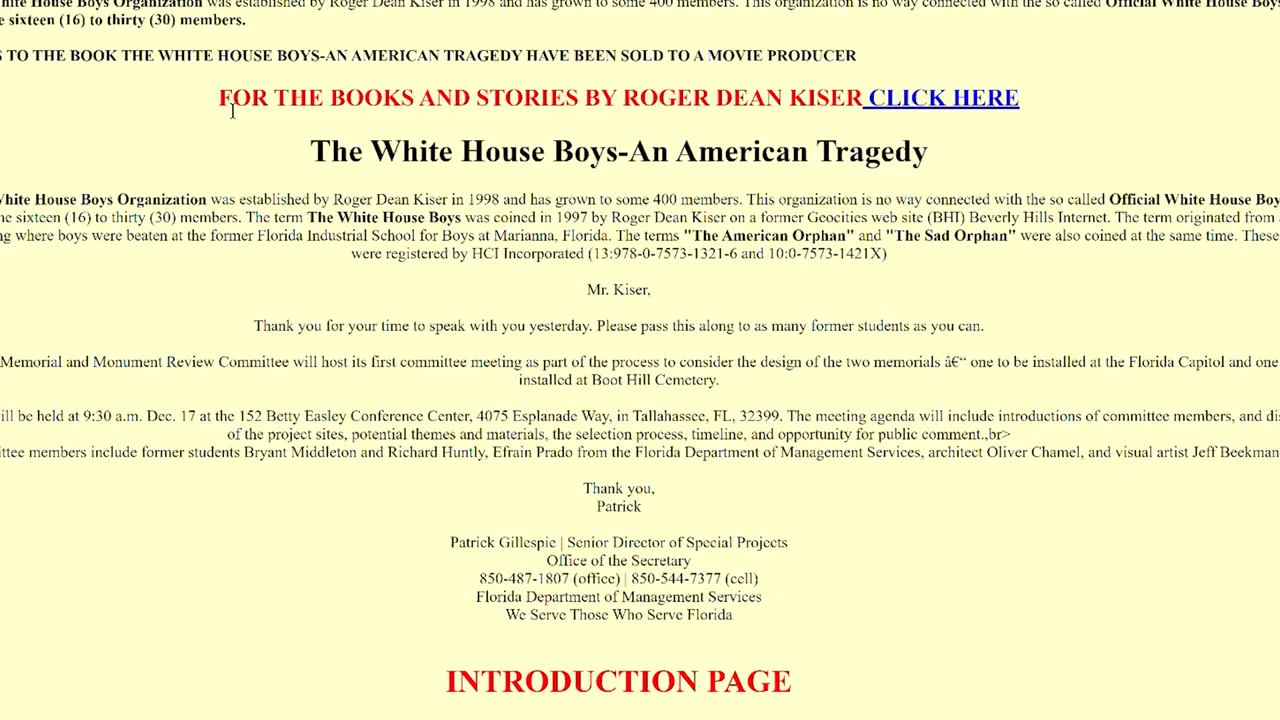 White House Boys Organization was established by Roger Dean Kiser in 1998 and has grown to some 400 members. This organization is no way connected with the so called Official White House Boys
e sixteen (16) to thirty (30) members.
S TO THE BOOK THE WHITE HOUSE BOYS-AN AMERICAN TRAGEDY HAVE BEEN SOLD TO A MOVIE PRODUCER
FOR THE BOOKS AND STORIES BY ROGER DEAN KISER CLICK HERE
The White House Boys-An American Tragedy
White House Boys Organization was established by Roger Dean Kiser in 1998 and has grown to some 400 members. This organization is no way connected with the so called Official White House Boy
ne sixteen (16) to thirty (30) members. The term The White House Boys was coined in 1997 by Roger Dean Kiser on a former Geocities web site (BHI) Beverly Hills Internet. The term originated from
ng where boys were beaten at the former Florida Industrial School for Boys at Marianna, Florida. The terms "The American Orphan" and "The Sad Orphan" were also coined at the same time. These
were registered by HCI Incorporated (13:978-0-7573-1321-6 and 10:0-7573-1421X)
Mr. Kiser,
Thank you for your time to speak with you yesterday. Please pass this along to as many former students as you can.
Memorial and Monument Review Committee will host its first committee meeting as part of the process to consider the design of the two memorials â€“ one to be installed at the Florida Capitol and one
installed at Boot Hill Cemetery.
ill be held at 9:30 a.m. Dec. 17 at the 152 Betty Easley Conference Center, 4075 Esplanade Way, in Tallahassee, FL, 32399. The meeting agenda will include introductions of committee members, and dis
of the project sites, potential themes and materials, the selection process, timeline, and opportunity for public comment.,br>
ttee members include former students Bryant Middleton and Richard Huntly, Efrain Prado from the Florida Department of Management Services, architect Oliver Chamel, and visual artist Jeff Beekman
Thank you,
Patrick
Patrick Gillespie | Senior Director of Special Projects
Office of the Secretary
850-487-1807 (office) | 850-544-7377 (cell)
Florida Department of Management Services
We Serve Those Who Serve Florida
INTRODUCTION PAGE